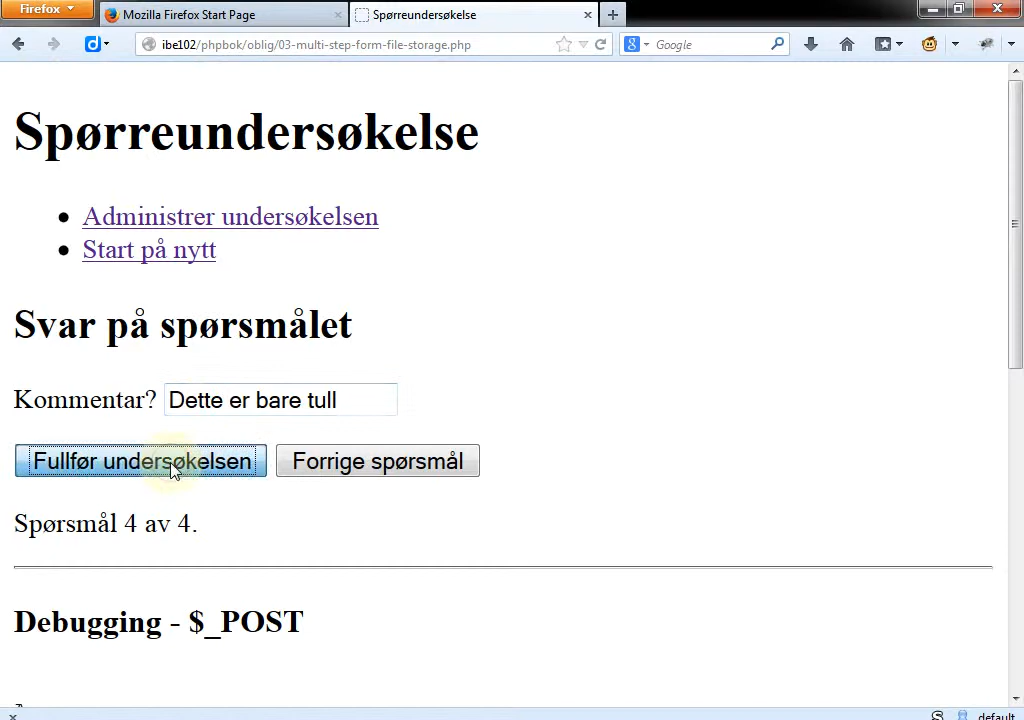 Firefox
Mozilla Firefox Start Page
Spørreundersøkelse
ibe102/phpbok/oblig/03-multi-step-form-file-storage.php
Google
Spørreundersøkelse
Administrer undersøkelsen
Start på nytt
Svar på spørsmålet
Kommentar? Dette er bare tull
Fullfør undersøkelsen Forrige spørsmål
Spørsmål 4 av 4.
Debugging - $_POST
default